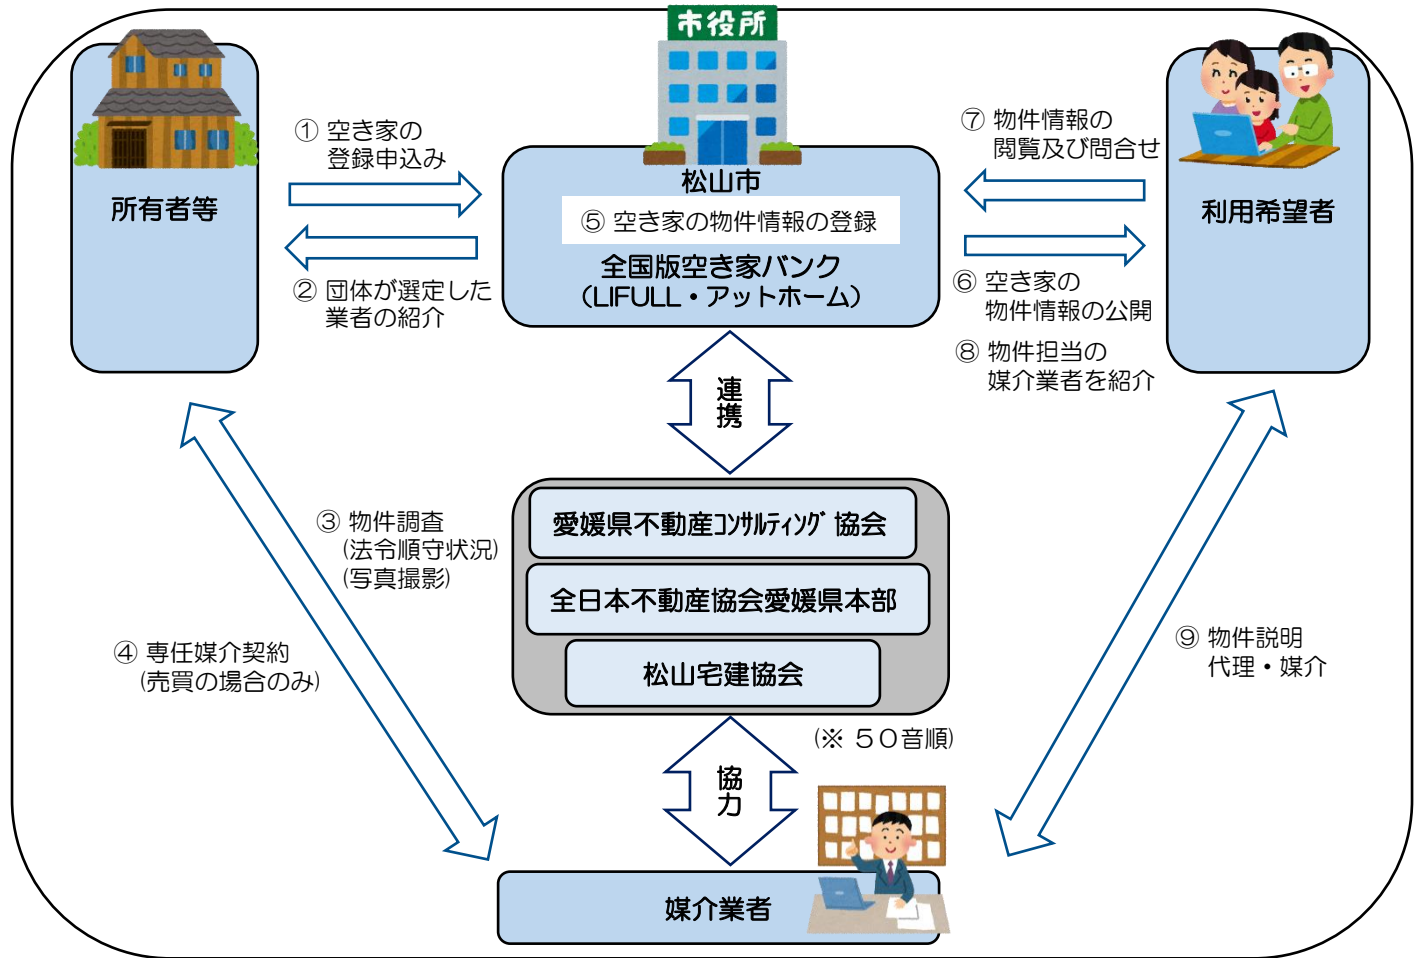 市役所
① 空き家の
登録申込み
⑦ 物件情報の
閲覧及び問合せ
所有者等
松山市
⑤ 空き家の物件情報の登録
全国版空き家バンク
(LIFULL・アットホーム)
利用希望者
② 団体が選定した
業者の紹介
⑥ 空き家の
物件情報の公開
⑧ 物件担当の
媒介業者を紹介
連携
③ 物件調査
(法令順守状況)
(写真撮影)
愛媛県不動産ｺﾝｻﾙﾃｨﾝｸﾞ協会
全日本不動産協会愛媛県本部
松山宅建協会
④ 専任媒介契約
(売買の場合のみ)
⑨ 物件説明
代理・媒介
(※ ５０音順)
協力
媒介業者